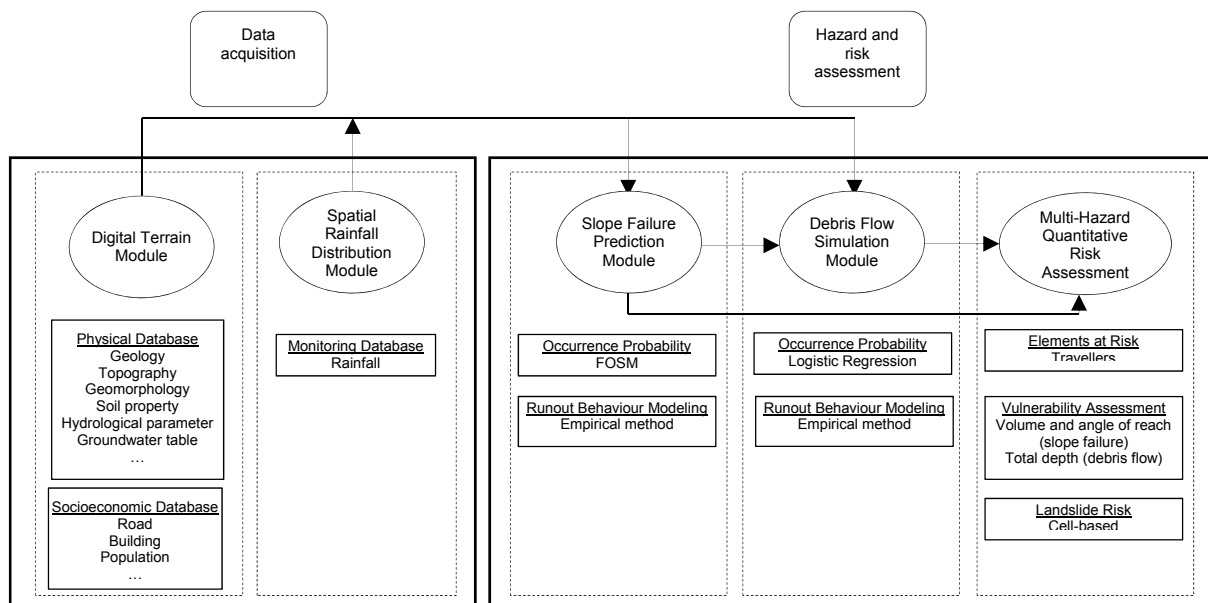 Data
acquisition
Hazard and
risk
assessment
Digital Terrain
Module
Spatial
Rainfall
Distribution
Module
Slope Failure
Prediction
Module
Debris Flow
Simulation
Module
Multi-Hazard
Quantitative
Risk
Assessment
Physical Database
Geology
Topography
Geomorphology
Soil property
Hydrological parameter
Groundwater table
…
Socioeconomic Database
Road
Building
Population
…
Monitoring Database
Rainfall
Occurrence Probability
FOSM
Runout Behaviour Modeling
Empirical method
Occurrence Probability
Logistic Regression
Runout Behaviour Modeling
Empirical method
Elements at Risk
Travellers
Vulnerability Assessment
Volume and angle of reach
(slope failure)
Total depth (debris flow)
Landslide Risk
Cell-based